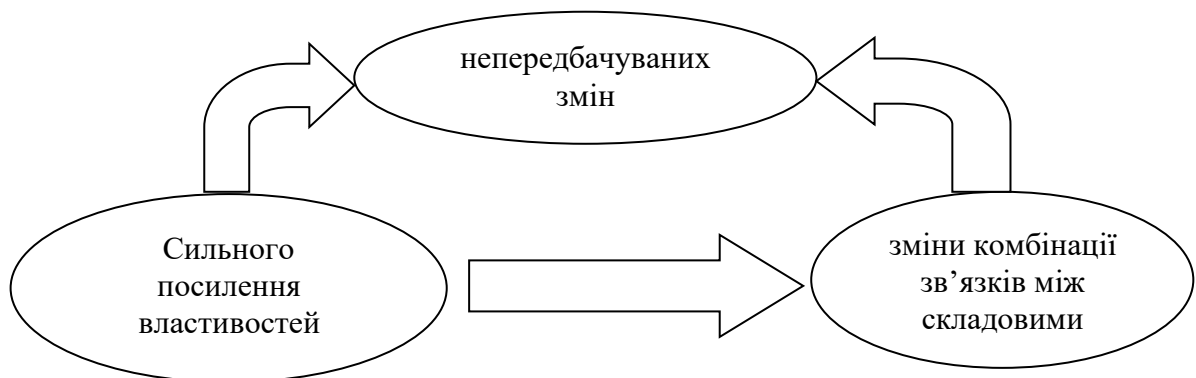 непередбачуваних
змін
Сильного
посилення
властивостей
зміни комбінації
зв’язків між
складовими